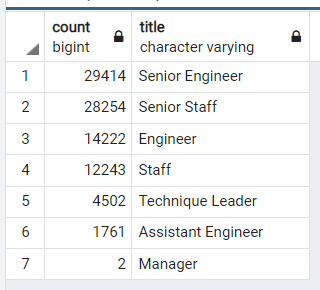 count title
bigint character varying
1 29414 Senior Engineer
2 28254 Senior Staff
3 14222 Engineer
4 12243 Staff
5 4502 Technique Leader
6 1761 Assistant Engineer
7 2 Manager